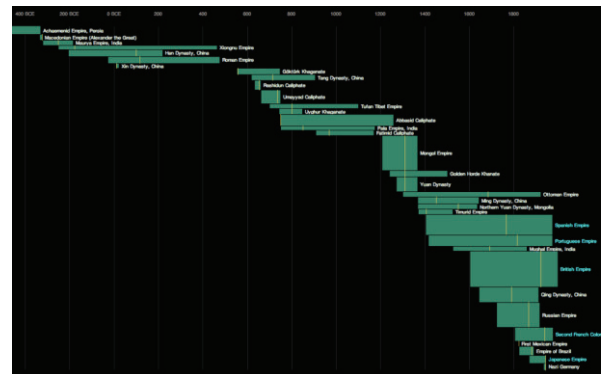 400 BCE 200 BCE 0 BCE 200 400 600 800 1000 1200 1400 1600 1800
Achaemenid Empire, Persia
Macedonian Empire (Alexander the Great)
Maurya Empire, India
Xiongnu Empire
Han Dynasty, China
Roman Empire
Xin Dynasty, China
Göktürk Khaganate
Tang Dynasty, China
Rashidun Caliphate
Umayyad Caliphate
Tufan Tibet Empire
Uyghur Khaganate
Abbasid Caliphate
Pala Empire, India
Fatimid Caliphate
Mongol Empire
Golden Horde Khanate
Yuan Dynasty
Ottoman Empire
Ming Dynasty, China
Northern Yuan Dynasty, Mongolia
Timurid Empire
Spanish Empire
Portuguese Empire
Mughal Empire, India
British Empire
Qing Dynasty, China
Russian Empire
Second French Colon
First Mexican Empire
Empire of Brazil
Japanese Empire
Nazi Germany